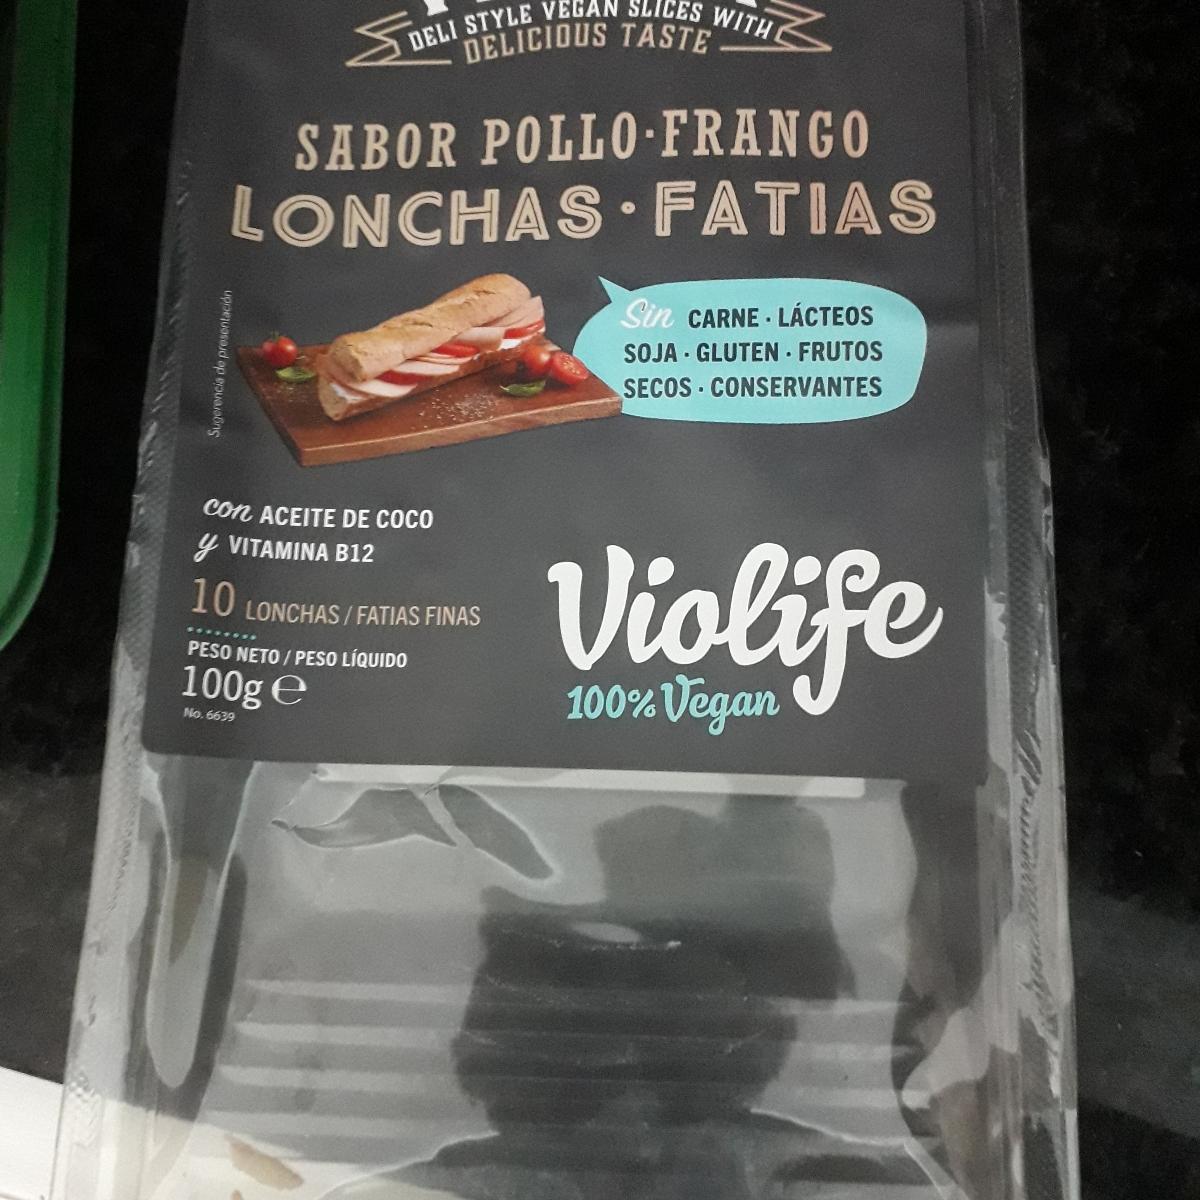 DELI STYLE VEGAN SLICES WITH
DELICIOUS TASTE
SABOR POLLO·FRANGO
LONCHAS·FATIAS
Sugerencia de presentación
Sin CARNE · LÁCTEOS
SOJA · GLUTEN · FRUTOS
SECOS · CONSERVANTES
con ACEITE DE COCO
y VITAMINA B12
10 LONCHAS / FATIAS FINAS
PESO NETO / PESO LÍQUIDO
100g ℮
No. 6639
Violife
100% Vegan